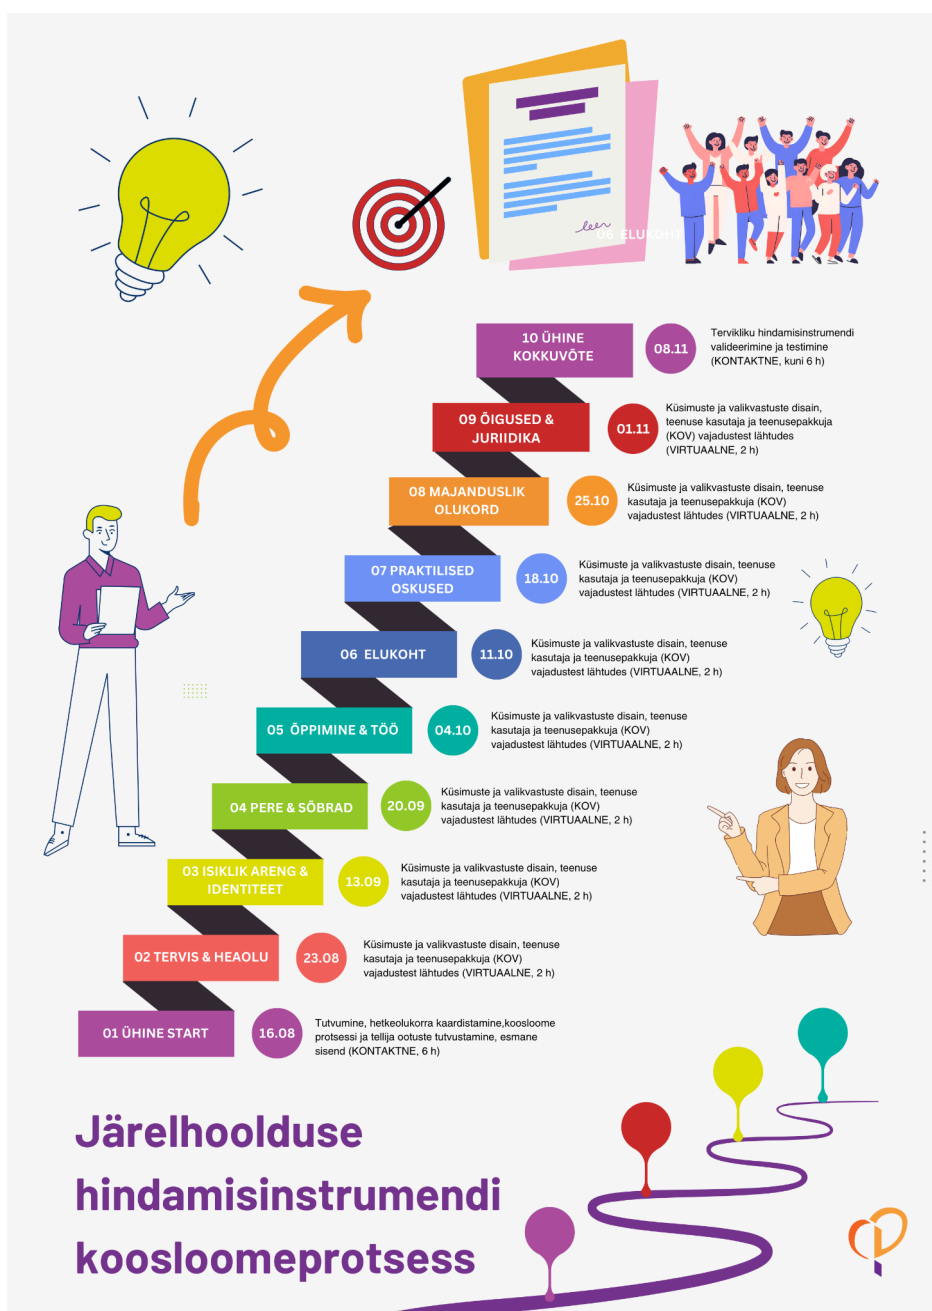 leer
06 ELUKOHT
10 ÜHINE
KOKKUVÕTE
08.11
Tervikliku hindamisinstrumendi
valideerimine ja testimine
(KONTAKTNE, kuni 6 h)
09 ÕIGUSED &
JURIIDIKA
01.11
Küsimuste ja valikvastuste disain,
teenuse kasutaja ja teenusepakkuja
(KOV) vajadustest lähtudes
(VIRTUAALNE, 2 h)
08 MAJANDUSLIK
OLUKORD
25.10
Küsimuste ja valikvastuste disain, teenuse
kasutaja ja teenusepakkuja (KOV)
vajadustest lähtudes (VIRTUAALNE, 2 h)
07 PRAKTILISED
OSKUSED
18.10
Küsimuste ja valikvastuste disain, teenuse
kasutaja ja teenusepakkuja (KOV)
vajadustest lähtudes (VIRTUAALNE, 2 h)
06 ELUKOHT
11.10
Küsimuste ja valikvastuste disain, teenuse
kasutaja ja teenusepakkuja (KOV)
vajadustest lähtudes (VIRTUAALNE, 2 h)
05 ÕPPIMINE & TÖÖ
04.10
Küsimuste ja valikvastuste disain, teenuse
kasutaja ja teenusepakkuja (KOV)
vajadustest lähtudes (VIRTUAALNE, 2 h)
04 PERE & SÕBRAD
20.09
Küsimuste ja valikvastuste disain, teenuse
kasutaja ja teenusepakkuja (KOV)
vajadustest lähtudes (VIRTUAALNE, 2 h)
03 ISIKLIK ARENG &
IDENTITEET
13.09
Küsimuste ja valikvastuste disain, teenuse
kasutaja ja teenusepakkuja (KOV)
vajadustest lähtudes (VIRTUAALNE, 2 h)
02 TERVIS & HEAOLU
23.08
Küsimuste ja valikvastuste disain, teenuse
kasutaja ja teenusepakkuja (KOV)
vajadustest lähtudes (VIRTUAALNE, 2 h)
01 ÜHINE START
16.08
Tutvumine, hetkeolukorra kaardistamine,koosloome
protsessi ja tellija ootuste tutvustamine, esmane
sisend (KONTAKTNE, 6 h)
Järelhoolduse
hindamisinstrumendi
koosloomeprotsess